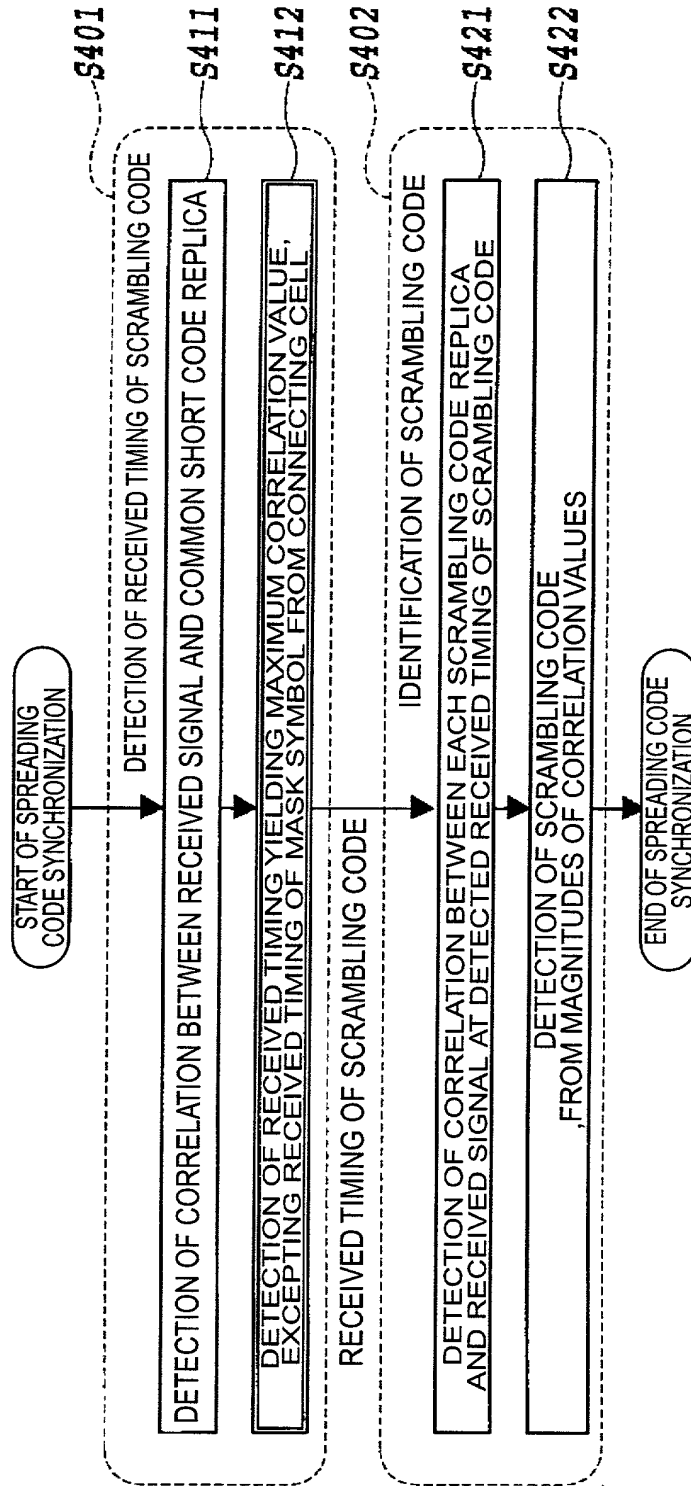 START OF SPREADING
CODE SYNCHRONIZATION
DETECTION OF RECEIVED TIMING OF SCRAMBLING CODE
S401
DETECTION OF CORRELATION BETWEEN RECEIVED SIGNAL AND COMMON SHORT CODE REPLICA
S411
DETECTION OF RECEIVED TIMING YIELDING MAXIMUM CORRELATION VALUE,
EXCEPTING RECEIVED TIMING OF MASK SYMBOL FROM CONNECTING CELL
S412
RECEIVED TIMING OF SCRAMBLING CODE
IDENTIFICATION OF SCRAMBLING CODE
S402
DETECTION OF CORRELATION BETWEEN EACH SCRAMBLING CODE REPLICA
AND RECEIVED SIGNAL AT DETECTED RECEIVED TIMING OF SCRAMBLING CODE
S421
DETECTION OF SCRAMBLING CODE
,FROM MAGNITUDES OF CORRELATION VALUES
S422
END OF SPREADING CODE
SYNCHRONIZATION